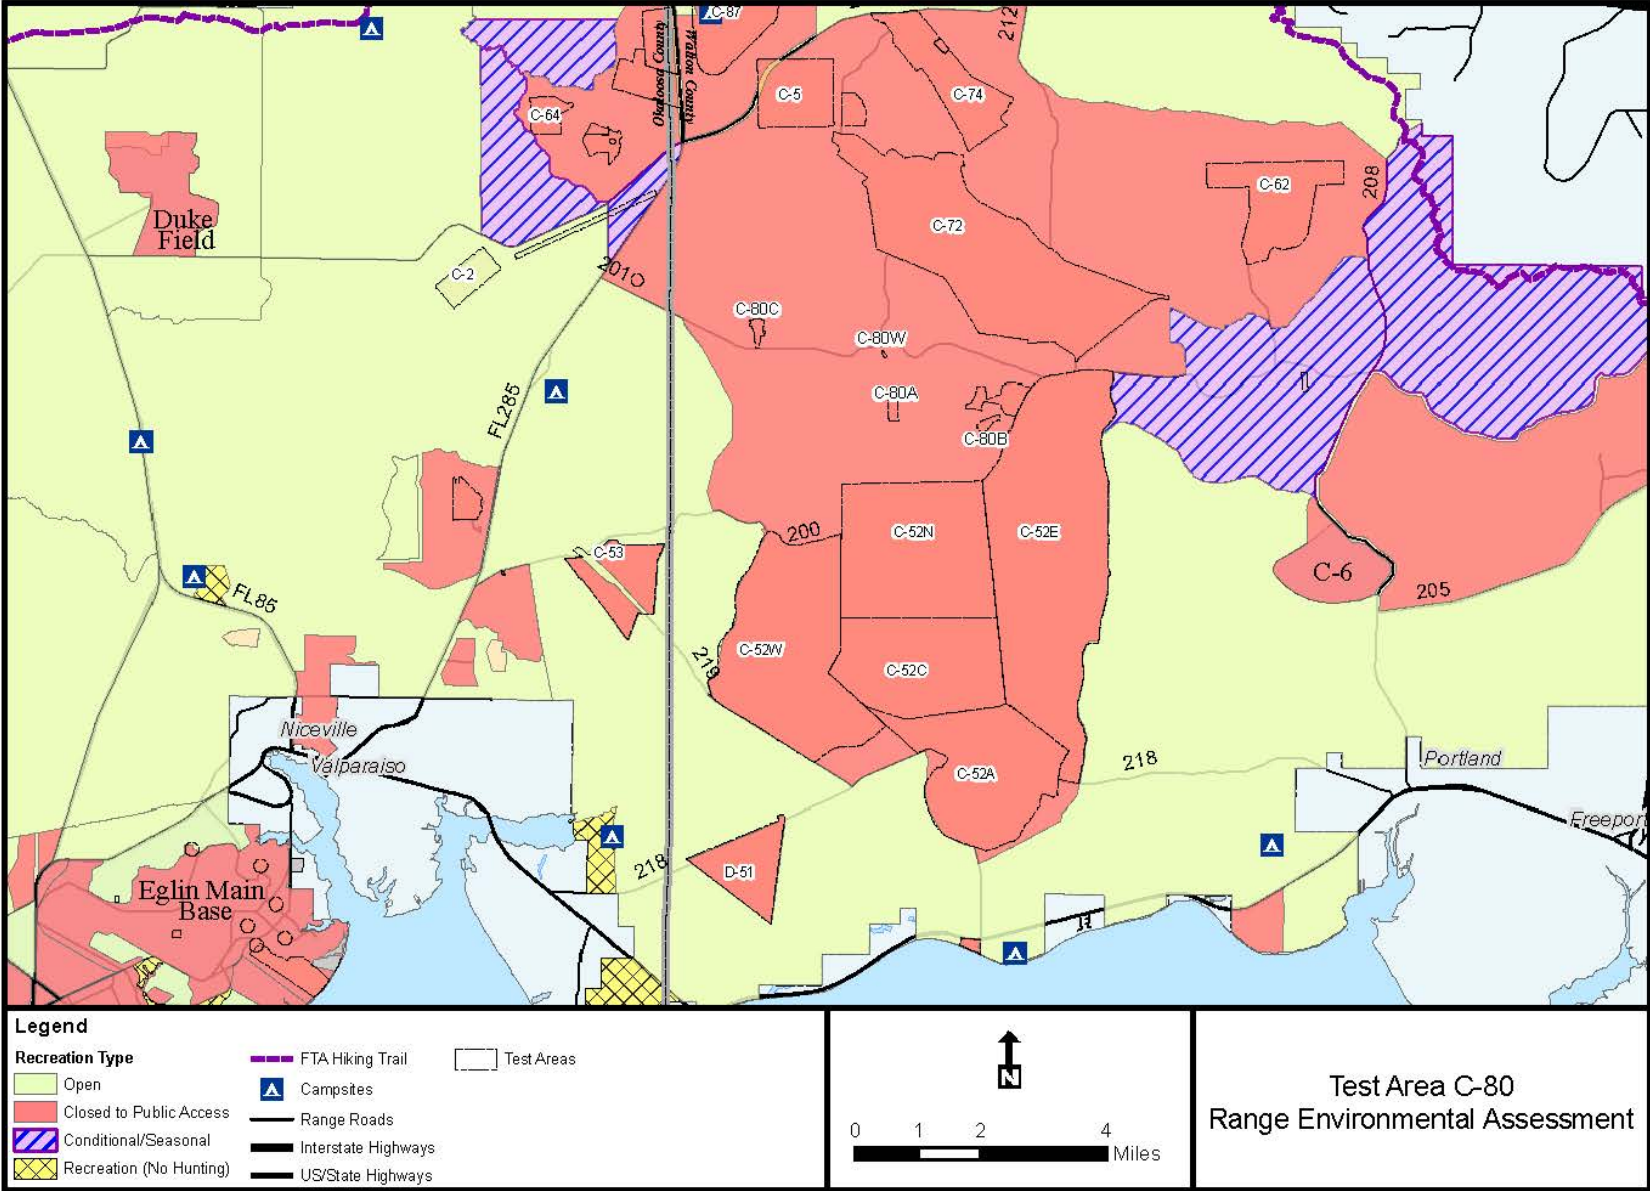 C-87
212
Okaloosa County
Walton County
C-5
C-74
C-64
C-62
208
Duke
Field
C-72
C-2
201
C-80C
C-80W
C-80A
FL285
C-80B
200
C-52N
C-52E
C-53
C-6
FL85
205
C-52W
219
C-52C
Niceville
Valparaiso
218
Portland
C-52A
Freeport
218
D-51
Eglin Main
Base
Legend
Recreation Type
Open
Closed to Public Access
Conditional/Seasonal
Recreation (No Hunting)
FTA Hiking Trail
Campsites
Range Roads
Interstate Highways
US/State Highways
Test Areas
N
0 1 2 4
Miles
Test Area C-80
Range Environmental Assessment